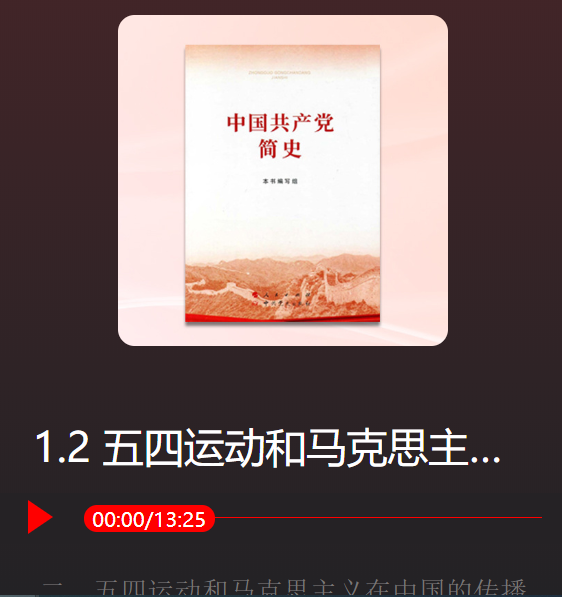 中国共产党
简史
本书编写组
1.2 五四运动和马克思主...
00:00/13:25
二、五四运动和马克思主义在中国的传播